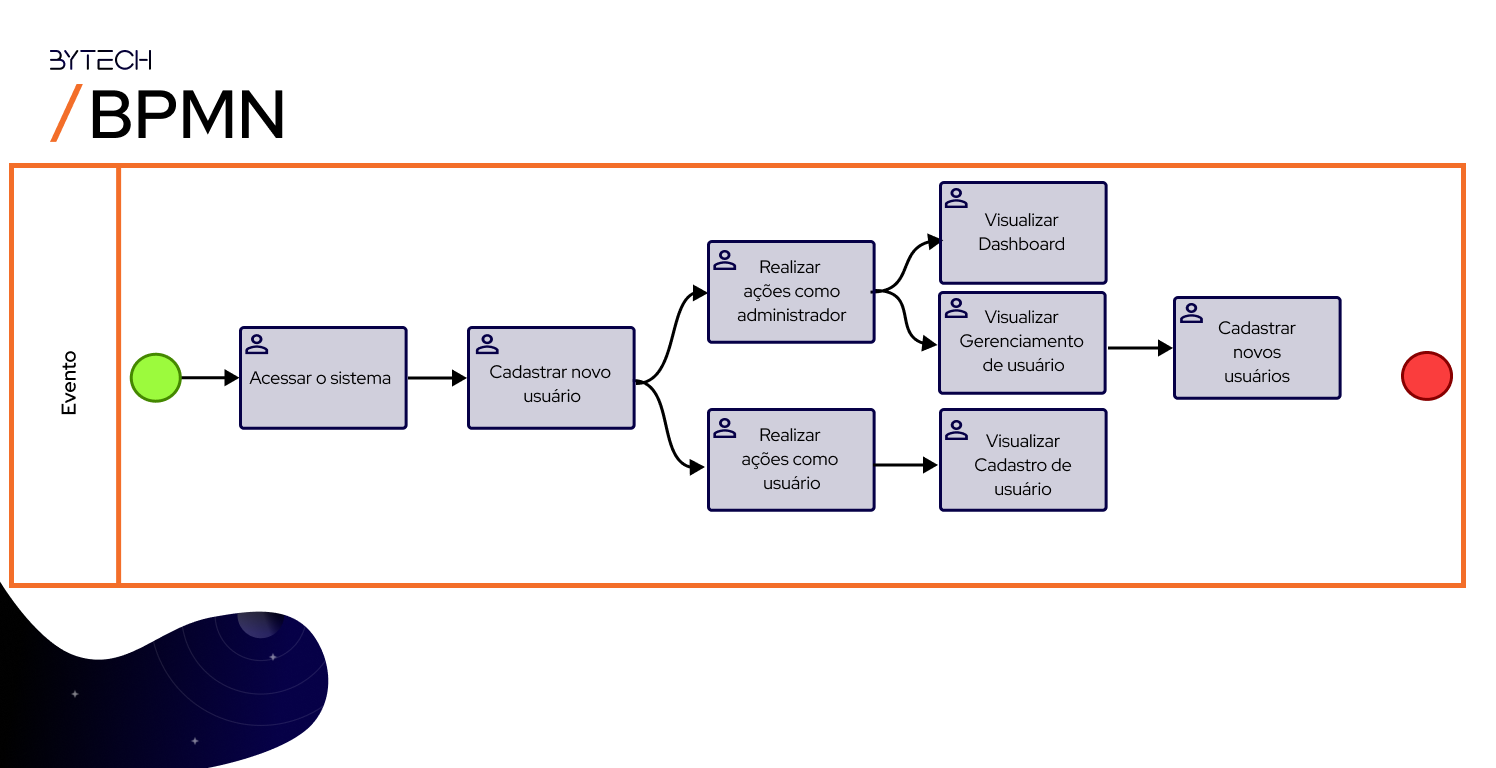 BYTECH
/BPMN
Evento
Acessar o sistema
Cadastrar novo
usuário
Realizar
ações como
administrador
Realizar
ações como
usuário
Visualizar
Dashboard
Visualizar
Gerenciamento
de usuário
Visualizar
Cadastro de
usuário
Cadastrar
novos
usuários